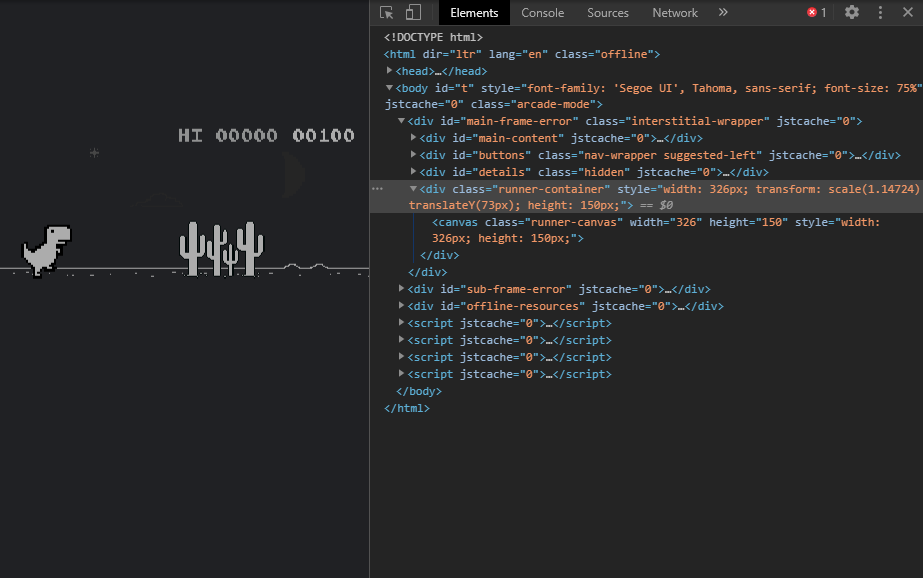 HI 00000 00100
Elements Console Sources Network » 1
<!DOCTYPE html>
<html dir="ltr" lang="en" class="offline">
<head>…</head>
<body id="t" style="font-family: 'Segoe UI', Tahoma, sans-serif; font-size: 75%"
jstcache="0" class="arcade-mode">
<div id="main-frame-error" class="interstitial-wrapper" jstcache="0">
<div id="main-content" jstcache="0">…</div>
<div id="buttons" class="nav-wrapper suggested-left" jstcache="0">…</div>
<div id="details" class="hidden" jstcache="0">…</div>
<div class="runner-container" style="width: 326px; transform: scale(1.14724)
translateY(73px); height: 150px;"> == $0
<canvas class="runner-canvas" width="326" height="150" style="width:
326px; height: 150px;">
</div>
</div>
<div id="sub-frame-error" jstcache="0">…</div>
<div id="offline-resources" jstcache="0">…</div>
<script jstcache="0">…</script>
<script jstcache="0">…</script>
<script jstcache="0">…</script>
<script jstcache="0">…</script>
</body>
</html>